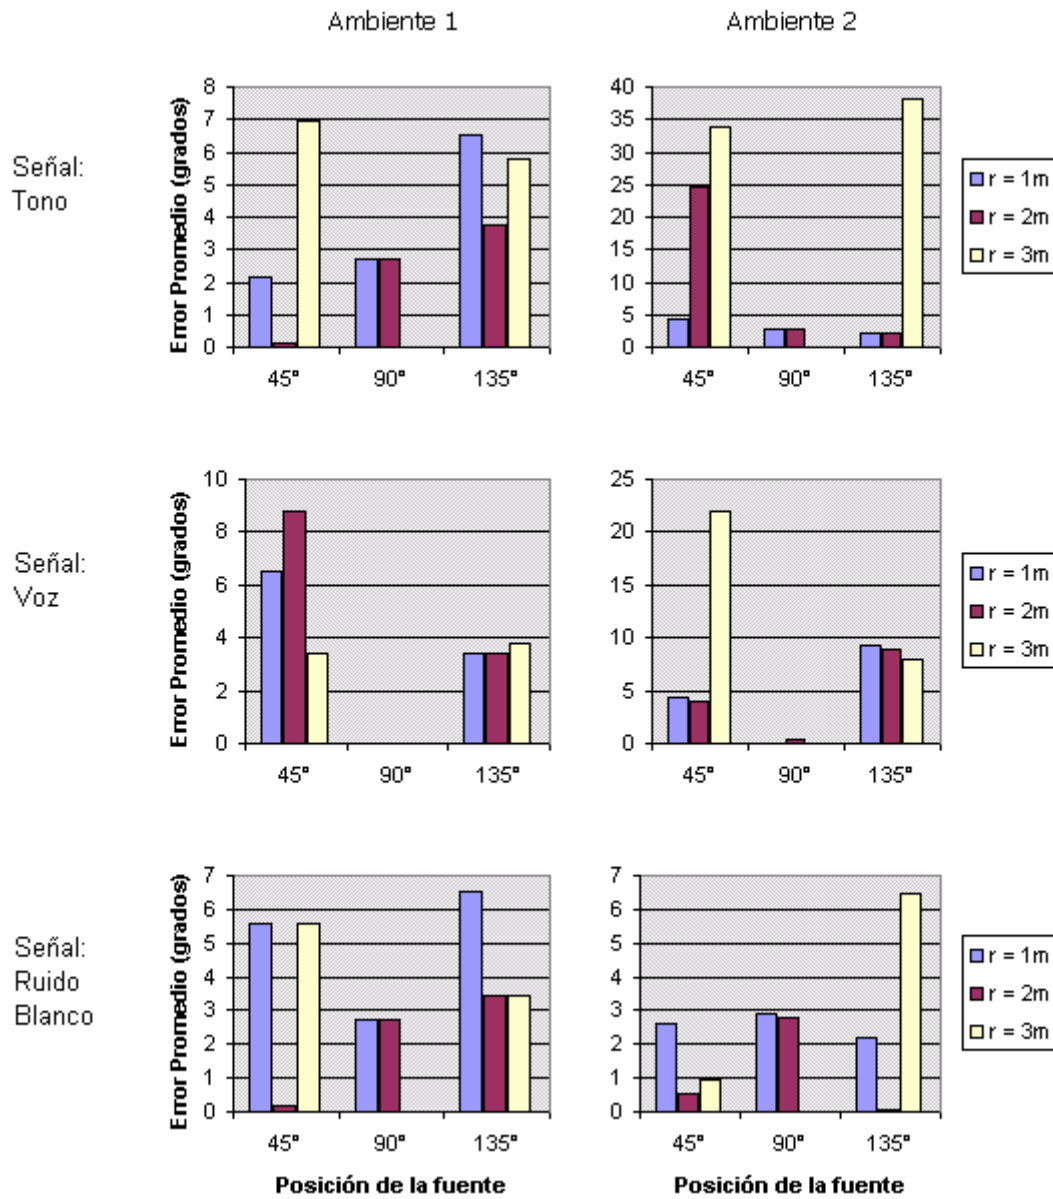 Ambiente 1
Ambiente 2
Señal:
Tono
Error Promedio (grados)
8
7
6
5
4
3
2
1
0
45°
90°
135°
40
35
30
25
20
15
10
5
0
45°
90°
135°
r = 1m
r = 2m
r = 3m
Señal:
Voz
Error Promedio (grados)
10
8
6
4
2
0
45°
90°
135°
25
20
15
10
5
0
45°
90°
135°
r = 1m
r = 2m
r = 3m
Señal:
Ruido
Blanco
Error Promedio (grados)
7
6
5
4
3
2
1
0
45°
90°
135°
Posición de la fuente
7
6
5
4
3
2
1
0
45°
90°
135°
Posición de la fuente
r = 1m
r = 2m
r = 3m